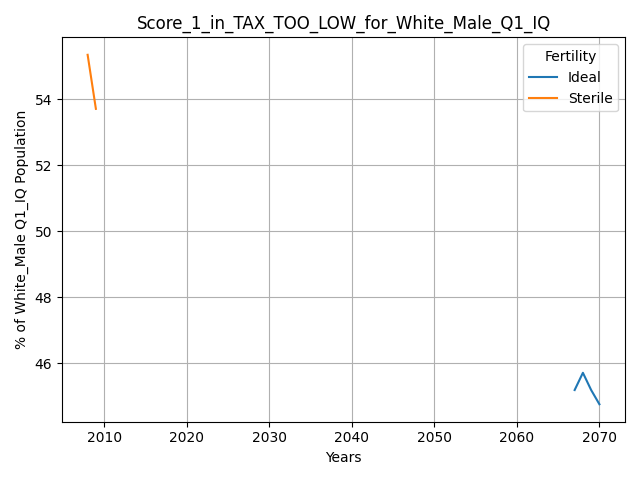 Score_1_in_TAX_TOO_LOW_for_White_Male_Q1_IQ
Fertility
Ideal
Sterile
% of White_Male Q1_IQ Population
54
52
50
48
46
2010 2020 2030 2040 2050 2060 2070
Years